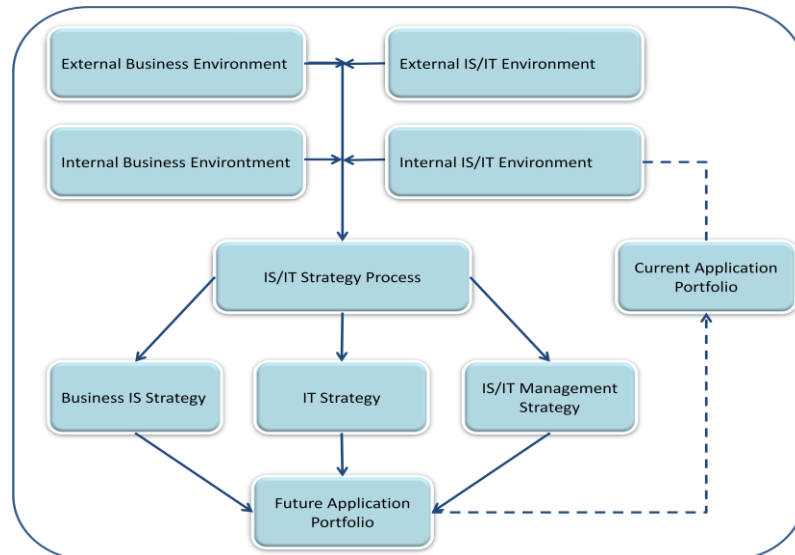 External Business Environment
External IS/IT Environment
Internal Business Environtment
Internal IS/IT Environment
IS/IT Strategy Process
Current Application
Portfolio
Business IS Strategy
IT Strategy
IS/IT Management
Strategy
Future Application
Portfolio